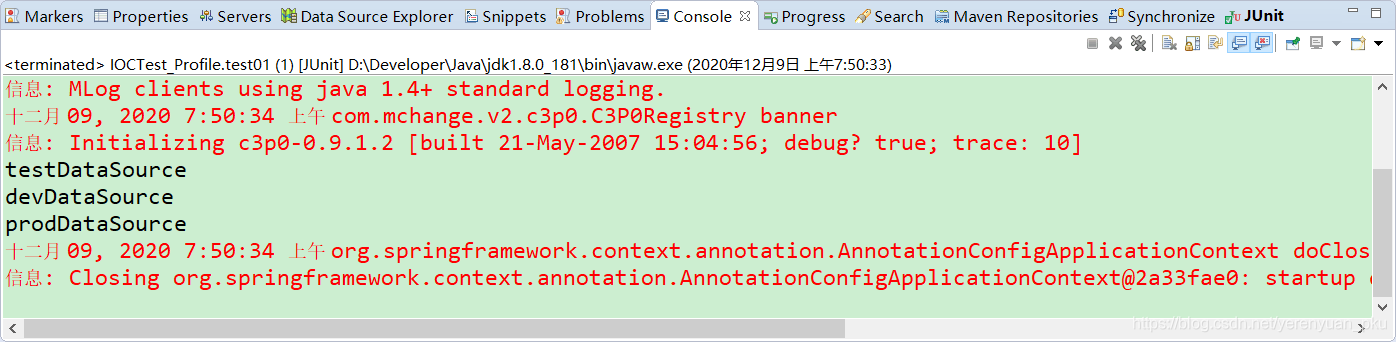 Markers Properties Servers Data Source Explorer Snippets Problems Console Progress Search Maven Repositories Synchronize JUnit
<terminated> IOCTest_Profile.test01 (1) [JUnit] D:\Developer\Java\jdk1.8.0_181\bin\javaw.exe (2020年12月9日 上午7:50:33)
信息: MLog clients using java 1.4+ standard logging.
十二月 09, 2020 7:50:34 上午 com.mchange.v2.c3p0.C3P0Registry banner
信息: Initializing c3p0-0.9.1.2 [built 21-May-2007 15:04:56; debug? true; trace: 10]
testDataSource
devDataSource
prodDataSource
十二月 09, 2020 7:50:34 上午 org.springframework.context.annotation.AnnotationConfigApplicationContext doClos
信息: Closing org.springframework.context.annotation.AnnotationConfigApplicationContext@2a33fae0: startup